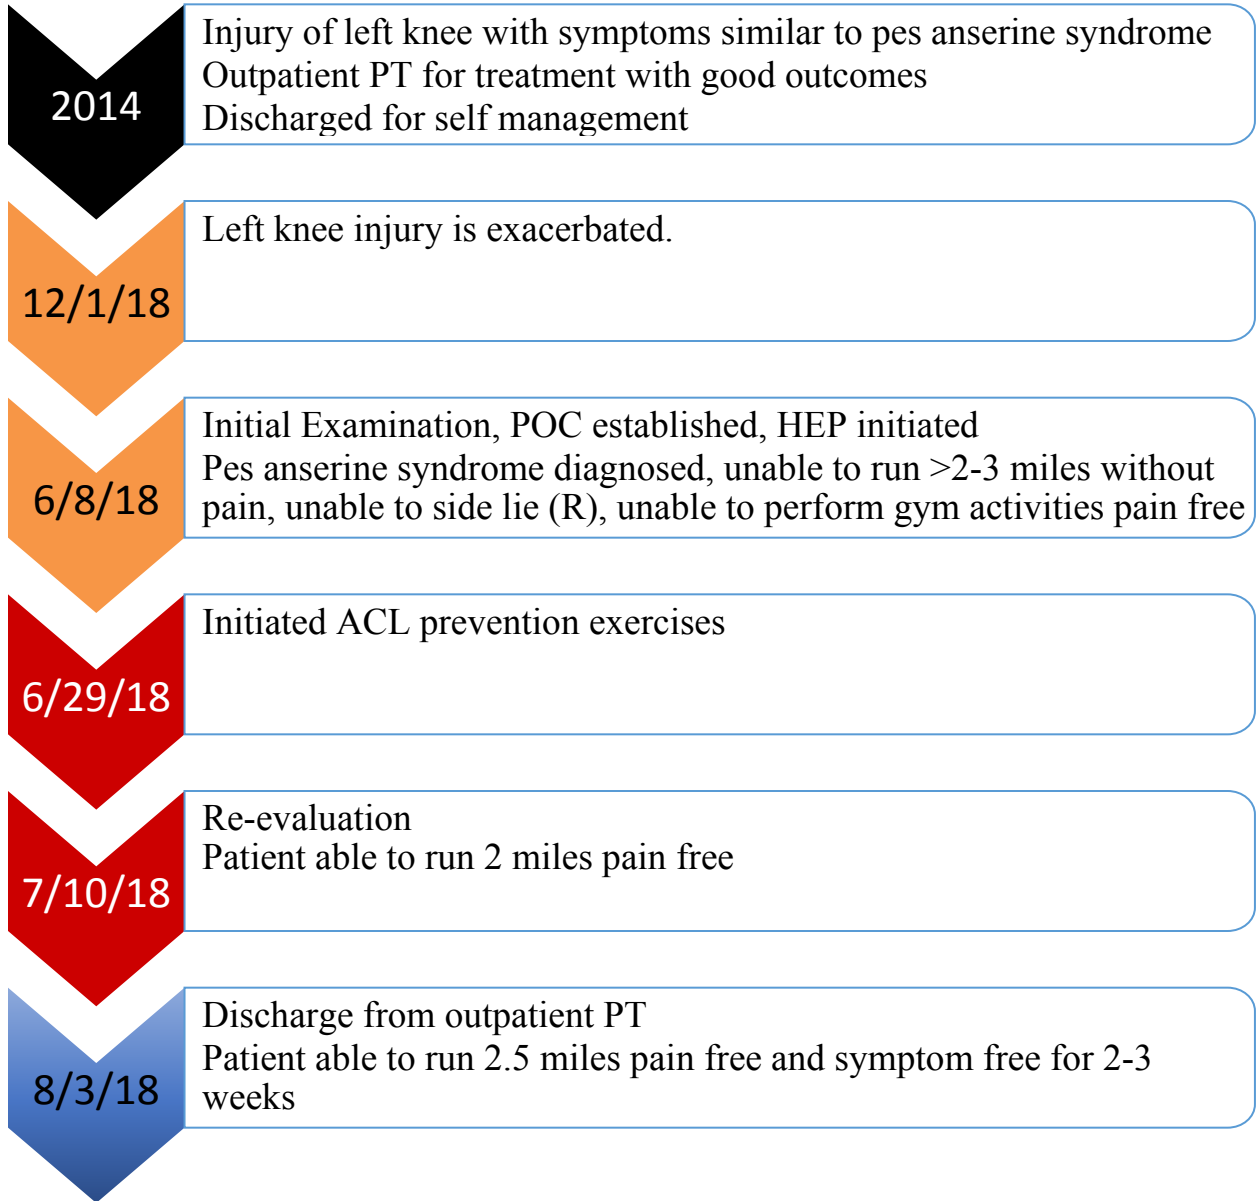 2014
Injury of left knee with symptoms similar to pes anserine syndrome
Outpatient PT for treatment with good outcomes
Discharged for self management
12/1/18
Left knee injury is exacerbated.
6/8/18
Initial Examination, POC established, HEP initiated
Pes anserine syndrome diagnosed, unable to run >2-3 miles without
pain, unable to side lie (R), unable to perform gym activities pain free
6/29/18
Initiated ACL prevention exercises
7/10/18
Re-evaluation
Patient able to run 2 miles pain free
8/3/18
Discharge from outpatient PT
Patient able to run 2.5 miles pain free and symptom free for 2-3
weeks